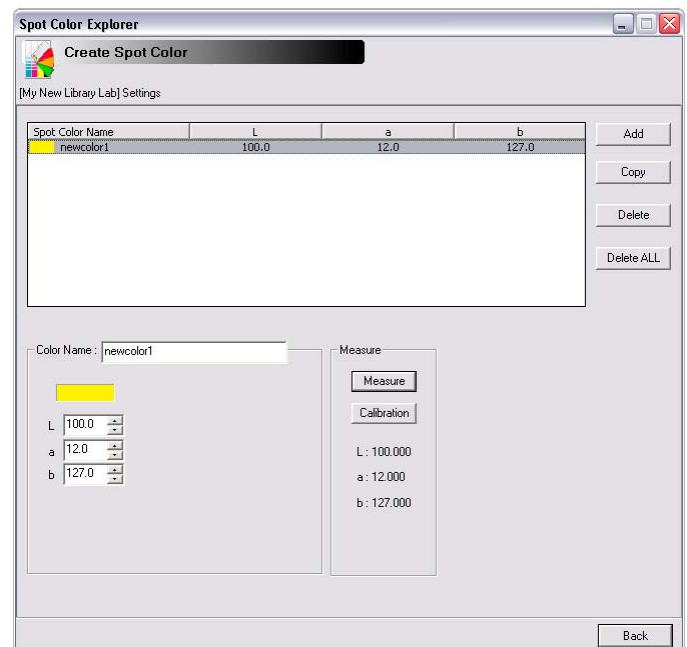 Spot Color Explorer
Create Spot Color
[My New Library Lab] Settings
Spot Color Name L a b
newcolor1 100.0 12.0 127.0
Add
Copy
Delete
Delete ALL
Color Name : newcolor1
L 100.0
a 12.0
b 127.0
Measure
Measure
Calibration
L : 100.000
a : 12.000
b : 127.000
Back